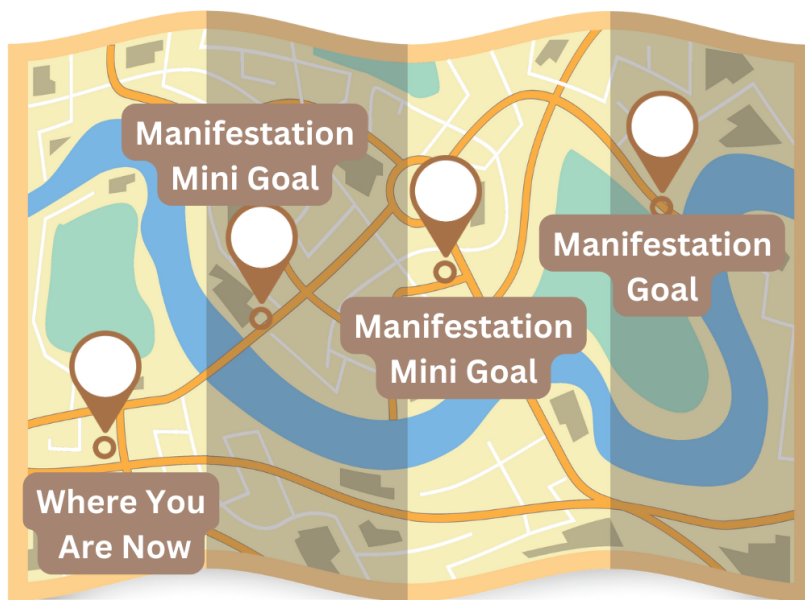 Manifestation
Mini Goal
Manifestation
Goal
Manifestation
Mini Goal
Where You
Are Now